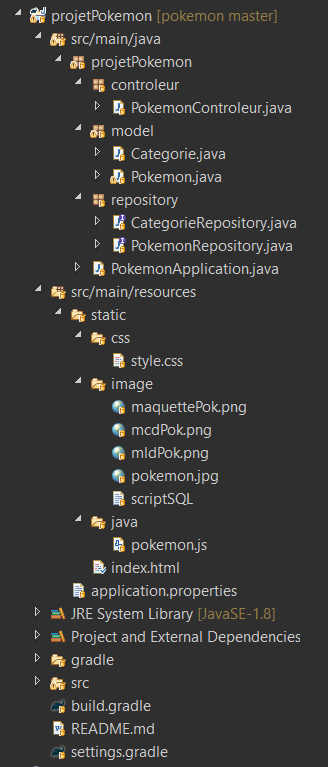 projetPokemon [pokemon master]
src/main/java
projetPokemon
controleur
PokemonControleur.java
model
Categorie.java
Pokemon.java
repository
CategorieRepository.java
PokemonRepository.java
PokemonApplication.java
src/main/resources
static
css
style.css
image
maquettePok.png
mcdPok.png
mldPok.png
pokemon.jpg
scriptSQL
java
pokemon.js
index.html
application.properties
JRE System Library [JavaSE-1.8]
Project and External Dependencies
gradle
src
build.gradle
README.md
settings.gradle